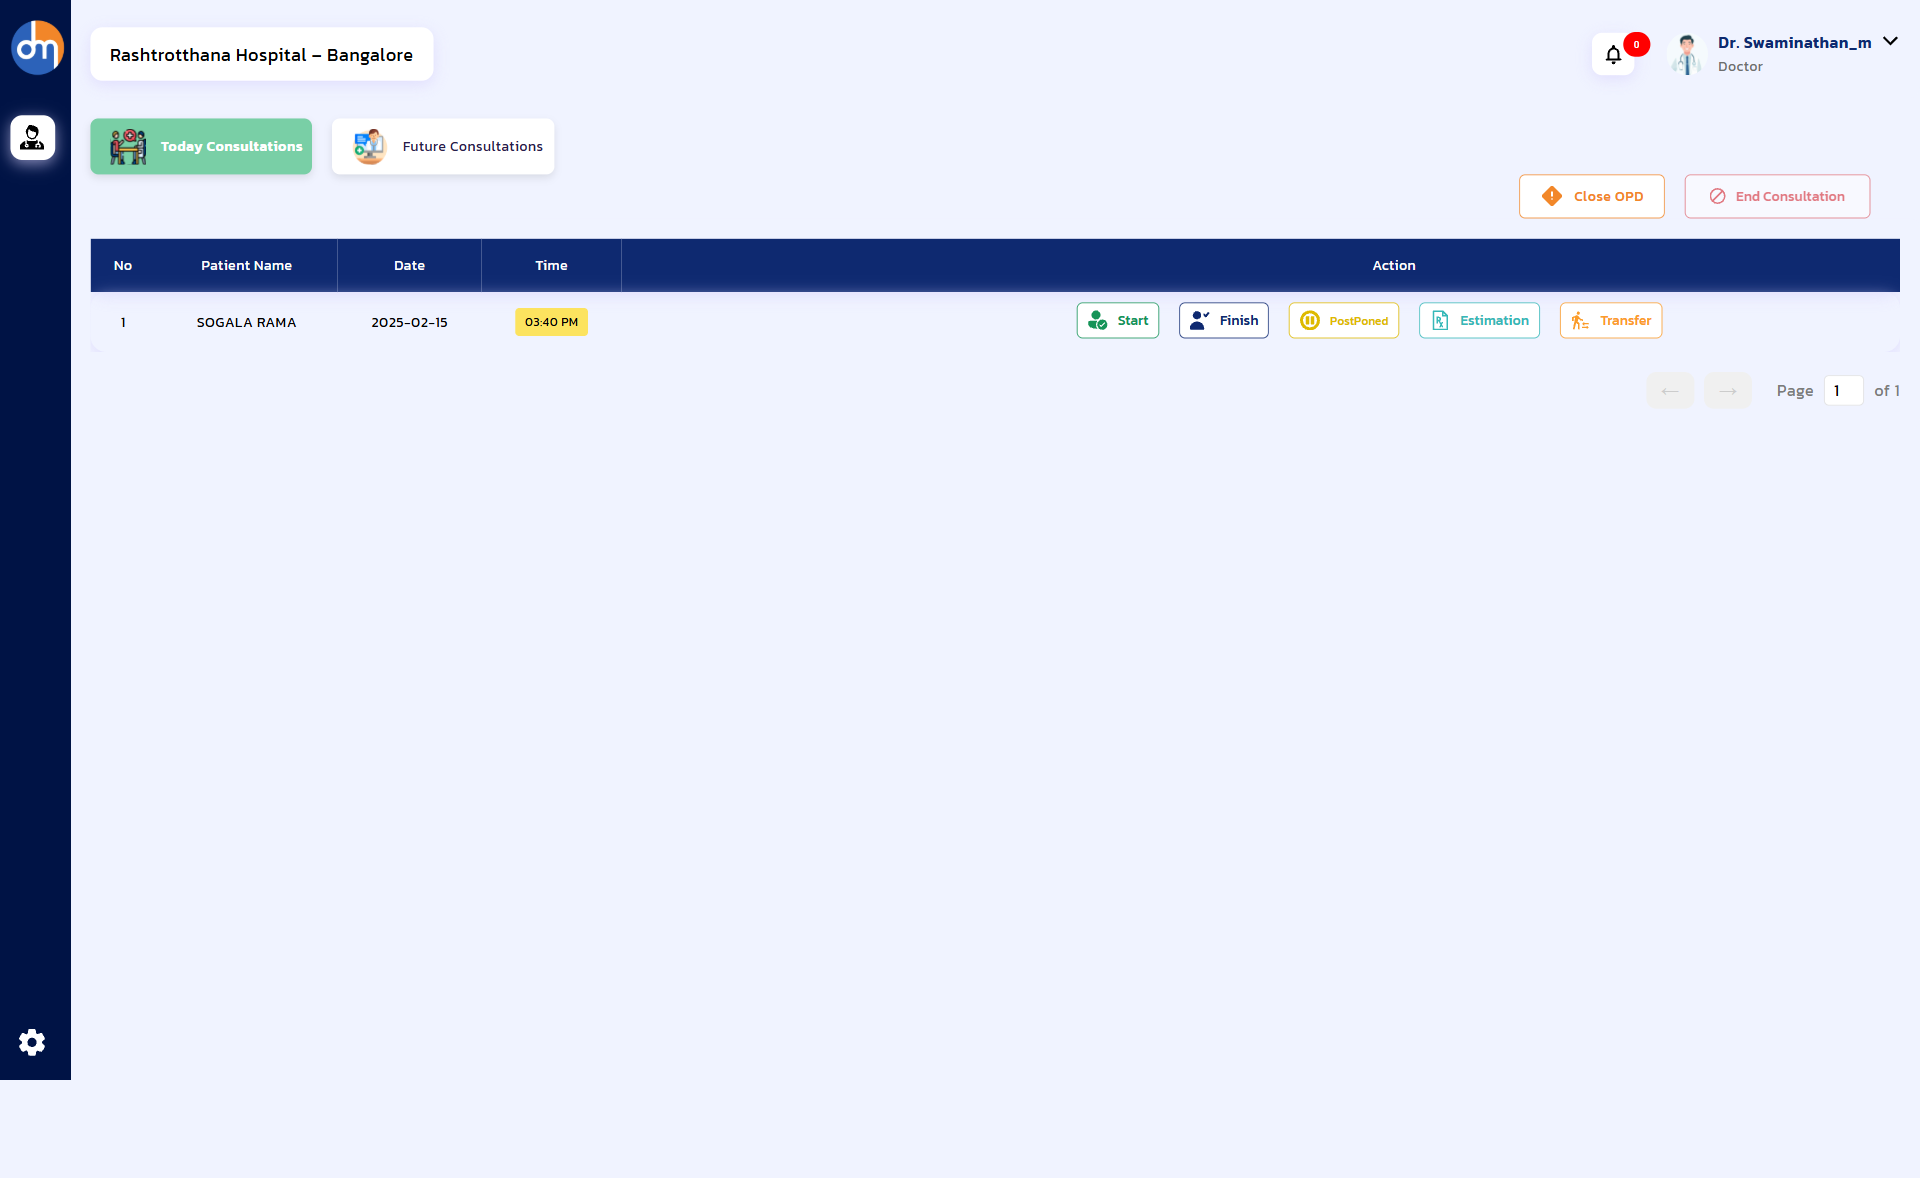 dm
Rashtrotthana Hospital – Bangalore
0
Dr. Swaminathan_m
Doctor
Today Consultations
Future Consultations
Close OPD
End Consultation
No Patient Name Date Time Action
1 SOGALA RAMA 2025-02-15 03:40 PM Start Finish PostPoned Estimation Transfer
← → Page 1 of 1